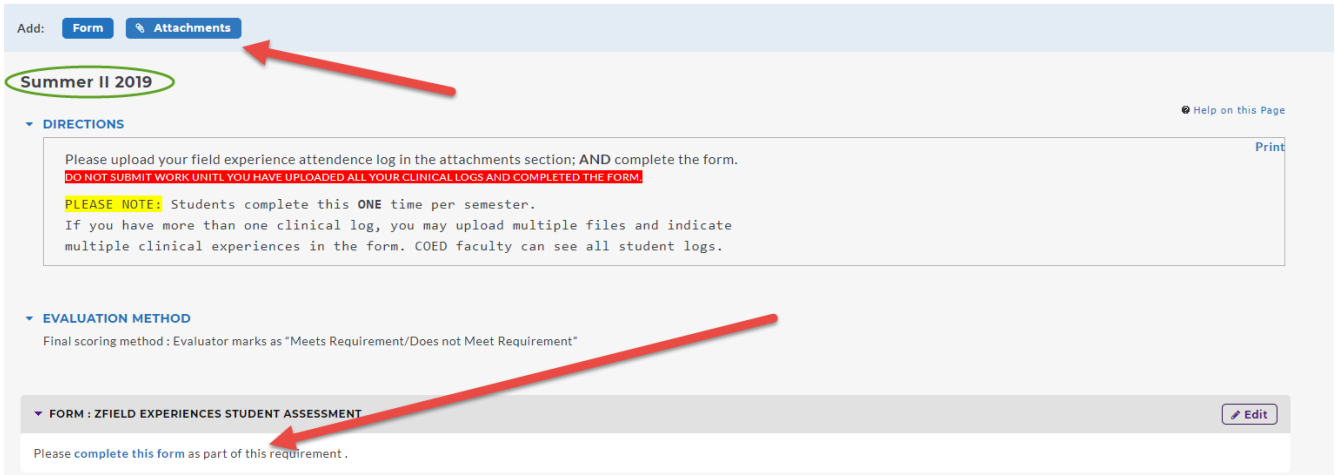 Add: Form Attachments
Summer II 2019
Help on this Page
DIRECTIONS
Print
Please upload your field experience attendence log in the attachments section; AND complete the form.
DO NOT SUBMIT WORK UNITL YOU HAVE UPLOADED ALL YOUR CLINICAL LOGS AND COMPLETED THE FORM.
PLEASE NOTE: Students complete this ONE time per semester.
If you have more than one clinical log, you may upload multiple files and indicate
multiple clinical experiences in the form. COED faculty can see all student logs.
EVALUATION METHOD
Final scoring method : Evaluator marks as “Meets Requirement/Does not Meet Requirement”
FORM : ZFIELD EXPERIENCES STUDENT ASSESSMENT
Edit
Please complete this form as part of this requirement .